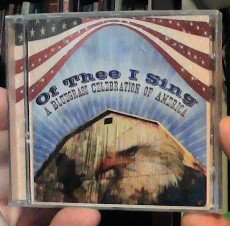 Of Thee I Sing
A BLUEGRASS CELEBRATION OF AMERICA